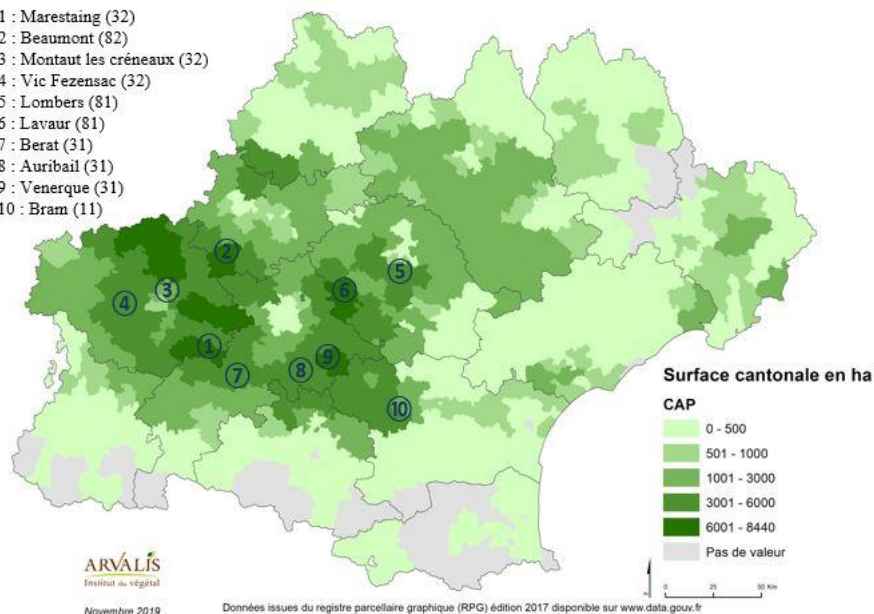 1 : Marestaing (32)
2 : Beaumont (82)
3 : Montaut les créneaux (32)
4 : Vic Fezensac (32)
5 : Lombers (81)
6 : Lavaur (81)
7 : Berat (31)
8 : Auribail (31)
9 : Venerque (31)
10 : Bram (11)
2
5
3
4
6
1
9
8
7
10
Surface cantonale en ha
CAP
0 - 500
501 - 1000
1001 - 3000
3001 - 6000
6001 - 8440
Pas de valeur
ARVALIS
Institut du végétal
Novembre 2019
Données issues du registre parcellaire graphique (RPG) édition 2017 disponible sur www.data.gouv.fr
0 25 50 Km